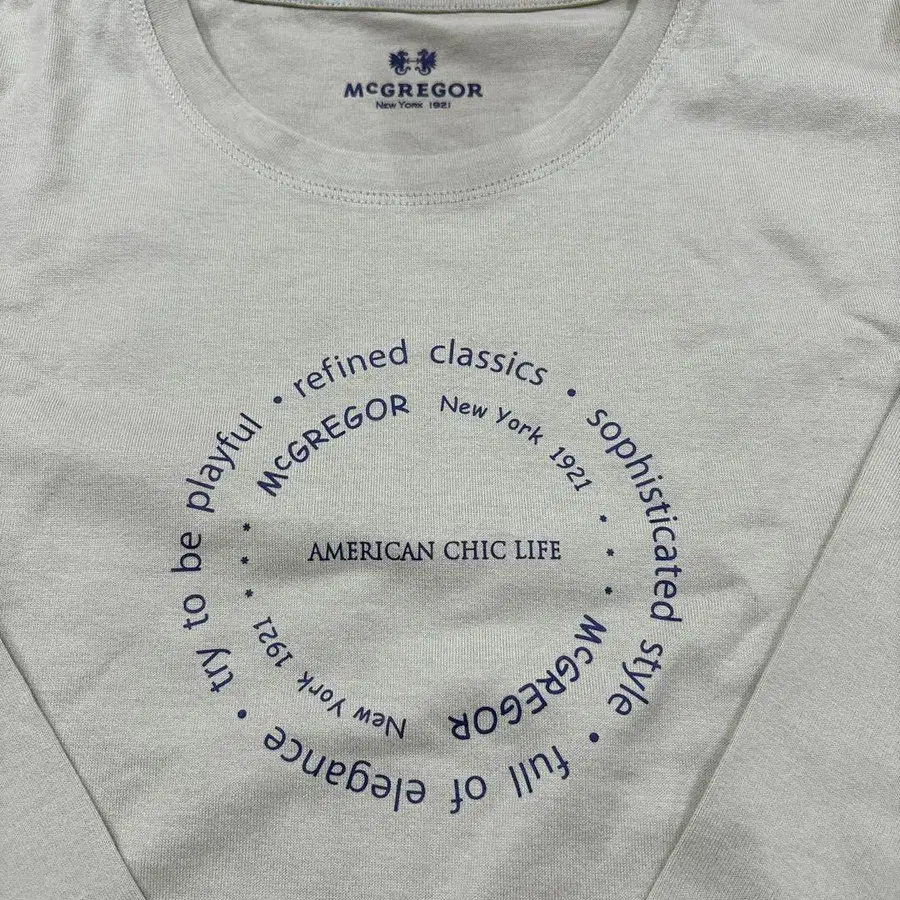 McGREGOR
New York 1921
refined classics • sophisticated style • full of elegance • try to be playful •
McGREGOR New York 1921 * * * McGREGOR New York 1921 * * *
AMERICAN CHIC LIFE